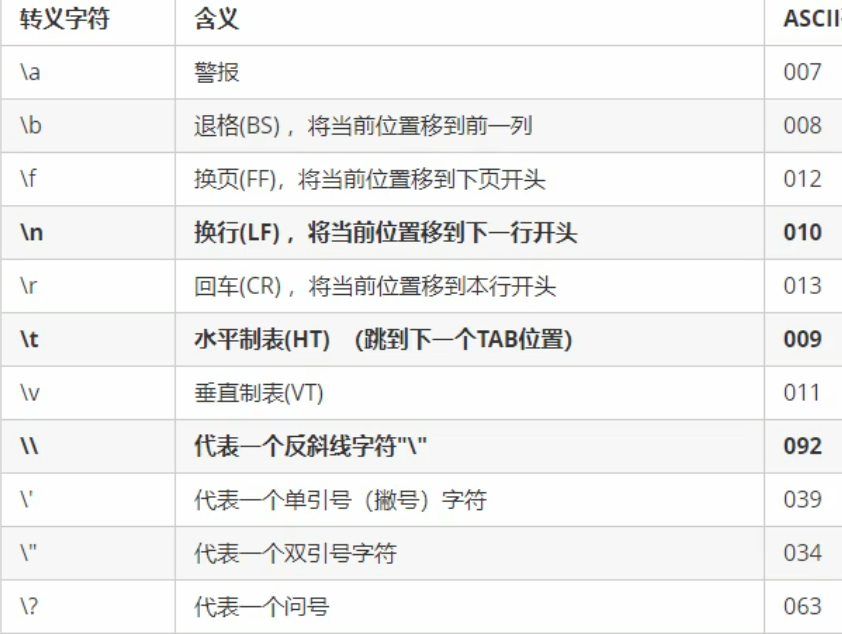 转义字符 含义 ASCII
\a 警报 007
\b 退格(BS) ，将当前位置移到前一列 008
\f 换页(FF)，将当前位置移到下页开头 012
\n 换行(LF) ，将当前位置移到下一行开头 010
\r 回车(CR) ，将当前位置移到本行开头 013
\t 水平制表(HT) （跳到下一个TAB位置） 009
\v 垂直制表(VT) 011
\\ 代表一个反斜线字符"\" 092
\' 代表一个单引号（撇号）字符 039
\" 代表一个双引号字符 034
\? 代表一个问号 063